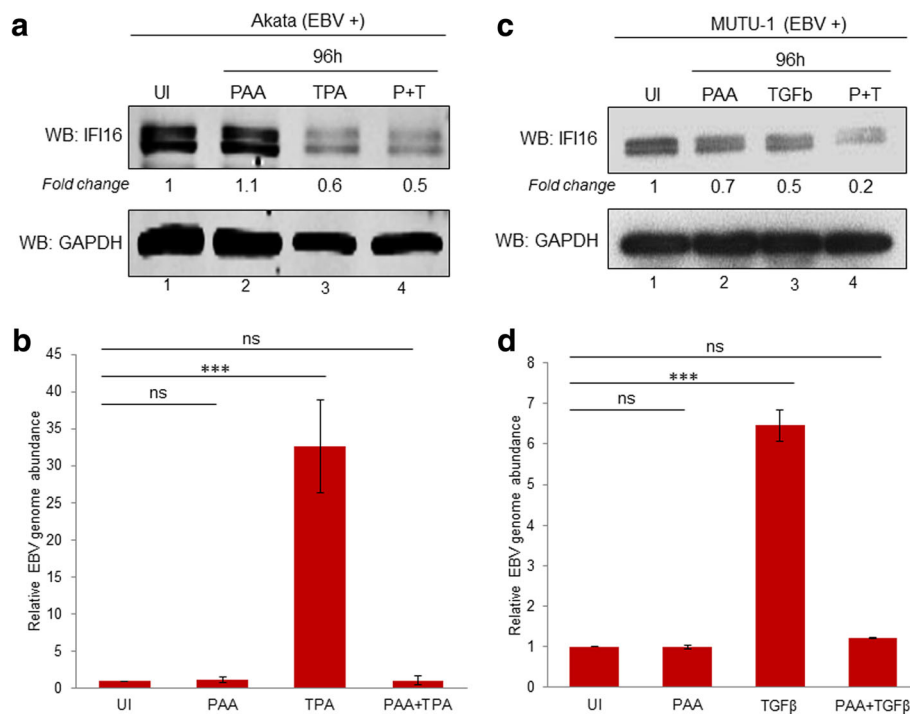 a
Akata (EBV +)
96h
UI PAA TPA P+T
WB: IFI16
Fold change 1 1.1 0.6 0.5
WB: GAPDH
1 2 3 4
c
MUTU-1 (EBV +)
96h
UI PAA TGFb P+T
WB: IFI16
Fold change 1 0.7 0.5 0.2
WB: GAPDH
1 2 3 4
b
Relative EBV genome abundance
45
40
35
30
25
20
15
10
5
0
ns
***
ns
UI PAA TPA PAA+TPA
d
Relative EBV genome abundance
8
7
6
5
4
3
2
1
0
ns
***
ns
UI PAA TGFβ PAA+TGFβ